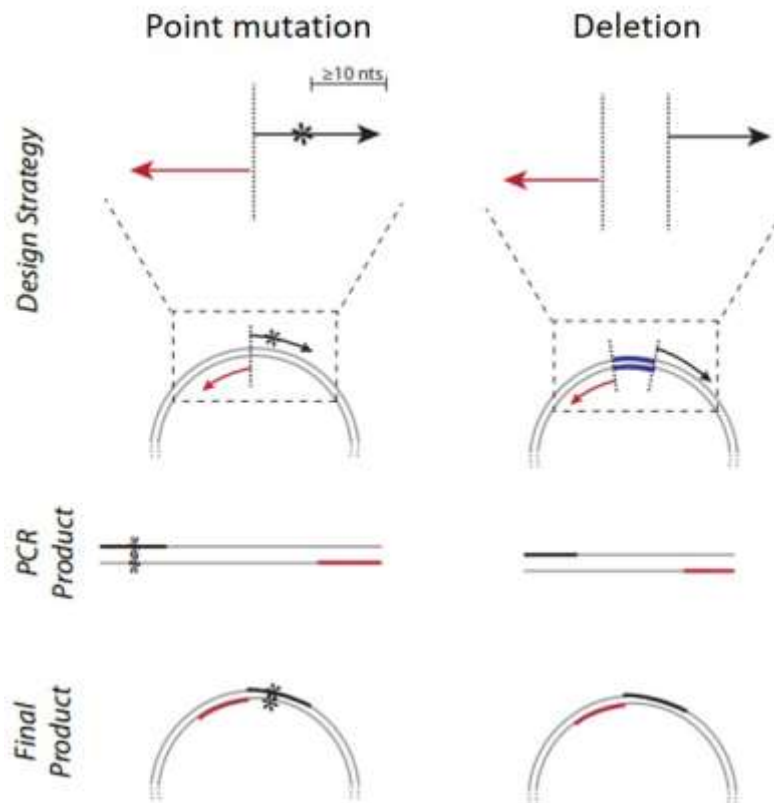 Point mutation
Deletion
≥10 nts
Design Strategy
*
*
PCR
Product
Final
Product
*
*